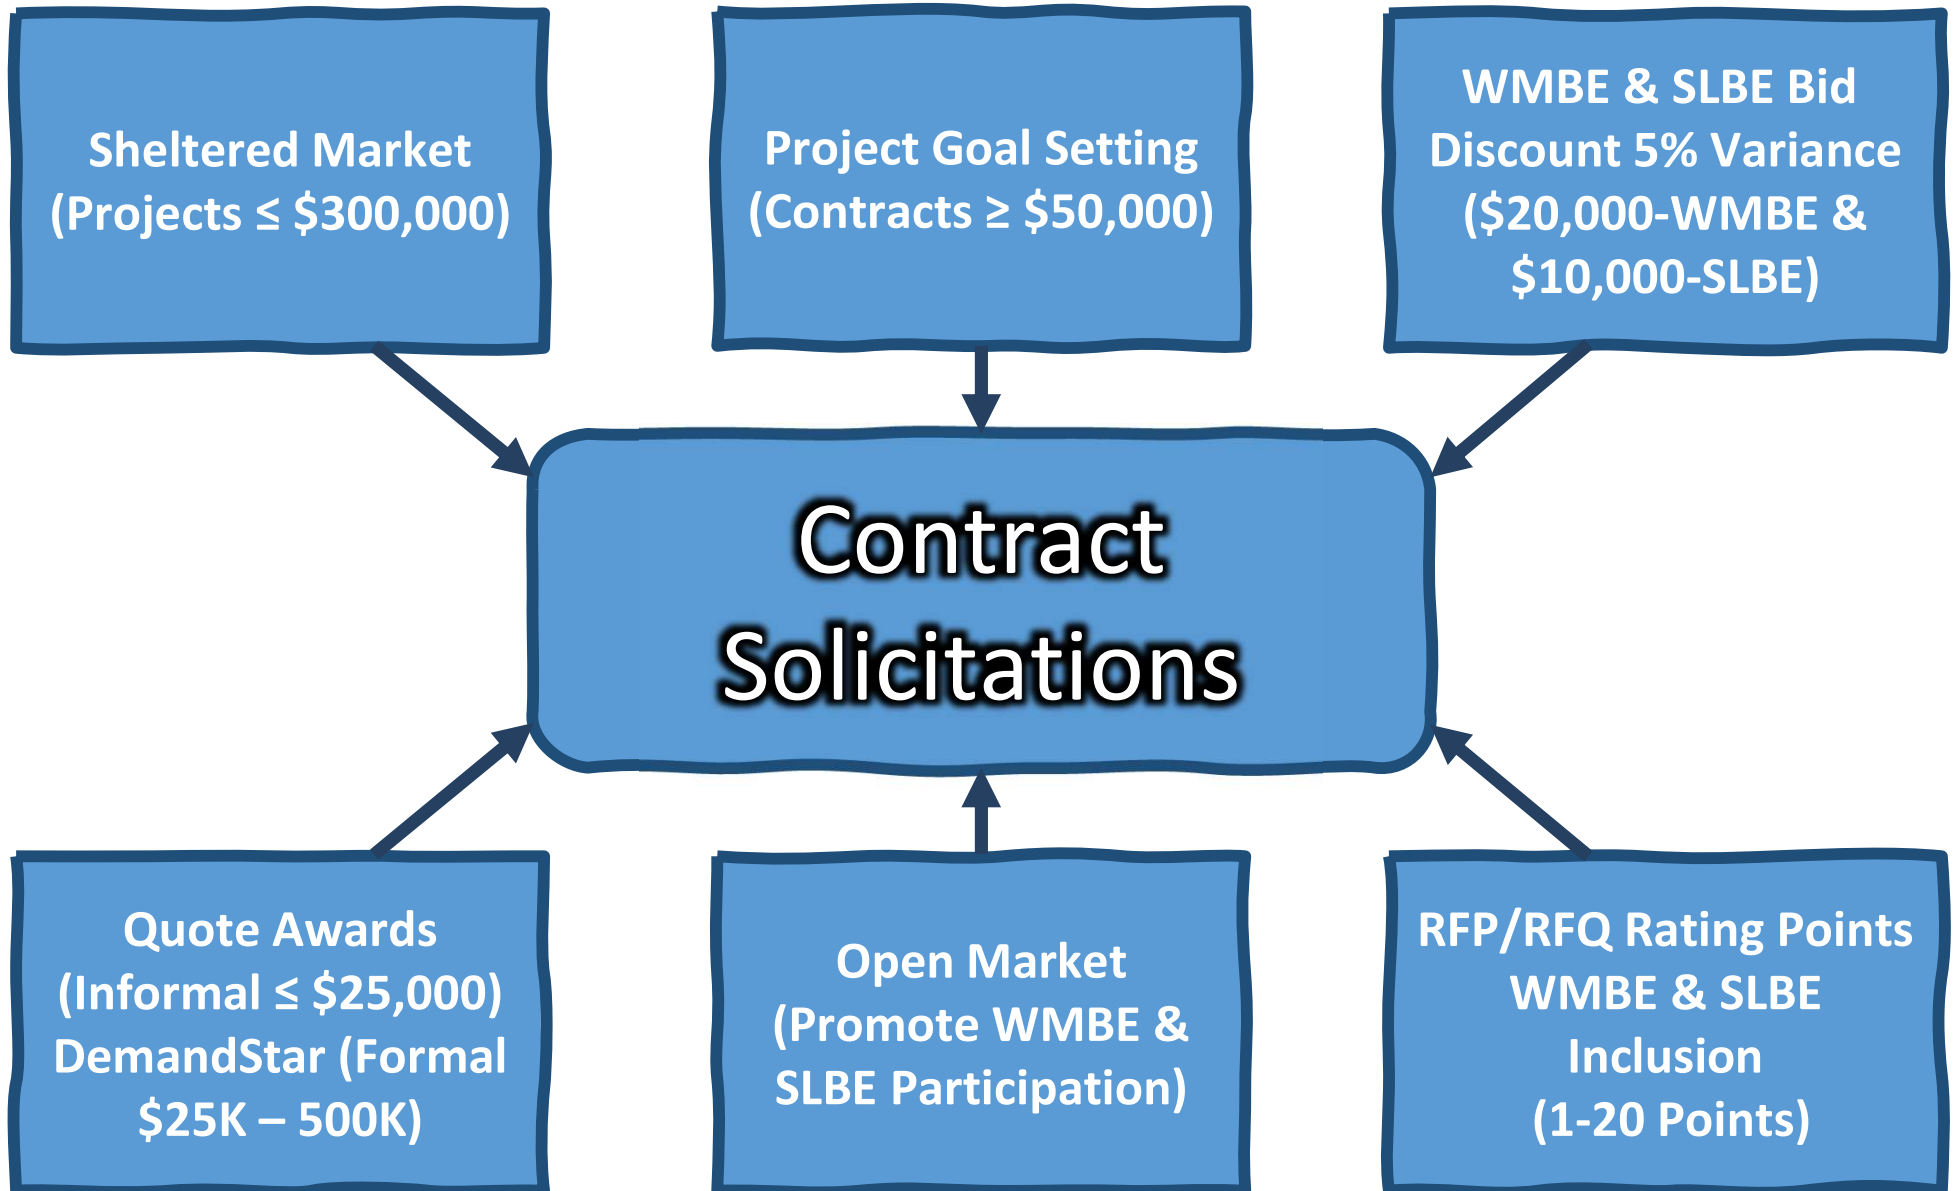 Sheltered Market
(Projects ≤ $300,000)
Project Goal Setting
(Contracts ≥ $50,000)
WMBE & SLBE Bid
Discount 5% Variance
($20,000-WMBE &
$10,000-SLBE)
Contract
Solicitations
Quote Awards
(Informal ≤ $25,000)
DemandStar (Formal
$25K – 500K)
Open Market
(Promote WMBE &
SLBE Participation)
RFP/RFQ Rating Points
WMBE & SLBE
Inclusion
(1-20 Points)